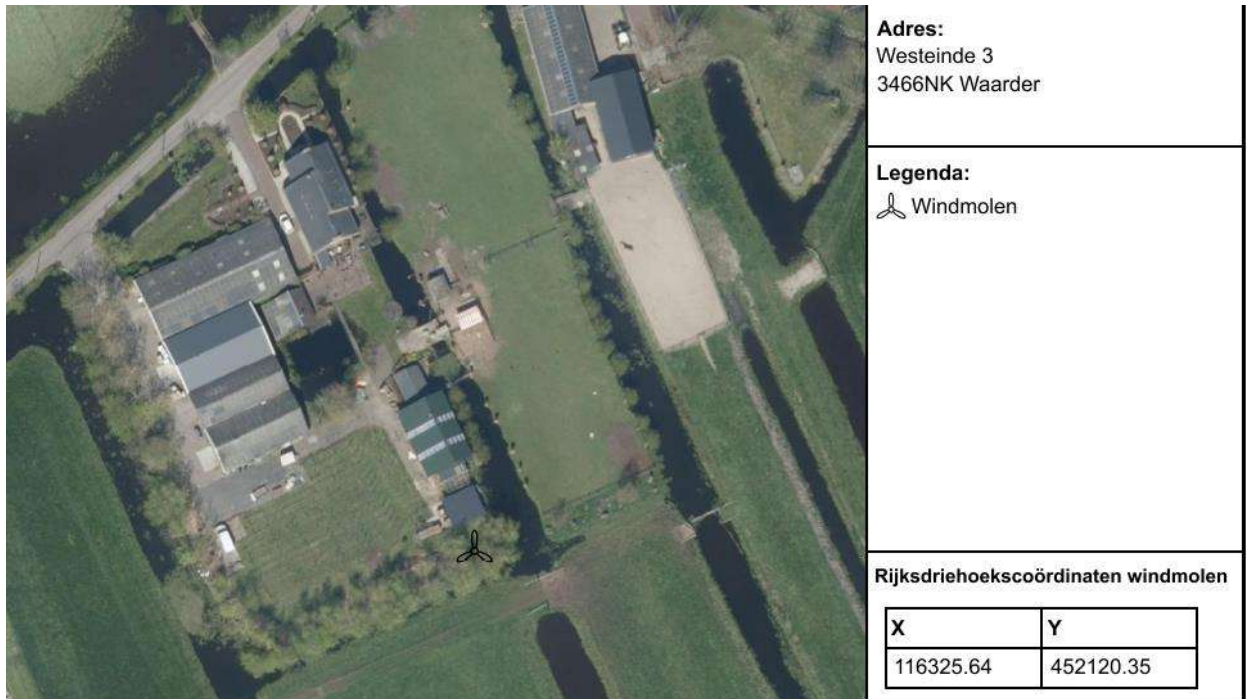 Adres:
Westeinde 3
3466NK Waarder
Legenda:
Windmolen
Rijksdriehoekscoördinaten windmolen
X Y
116325.64 452120.35